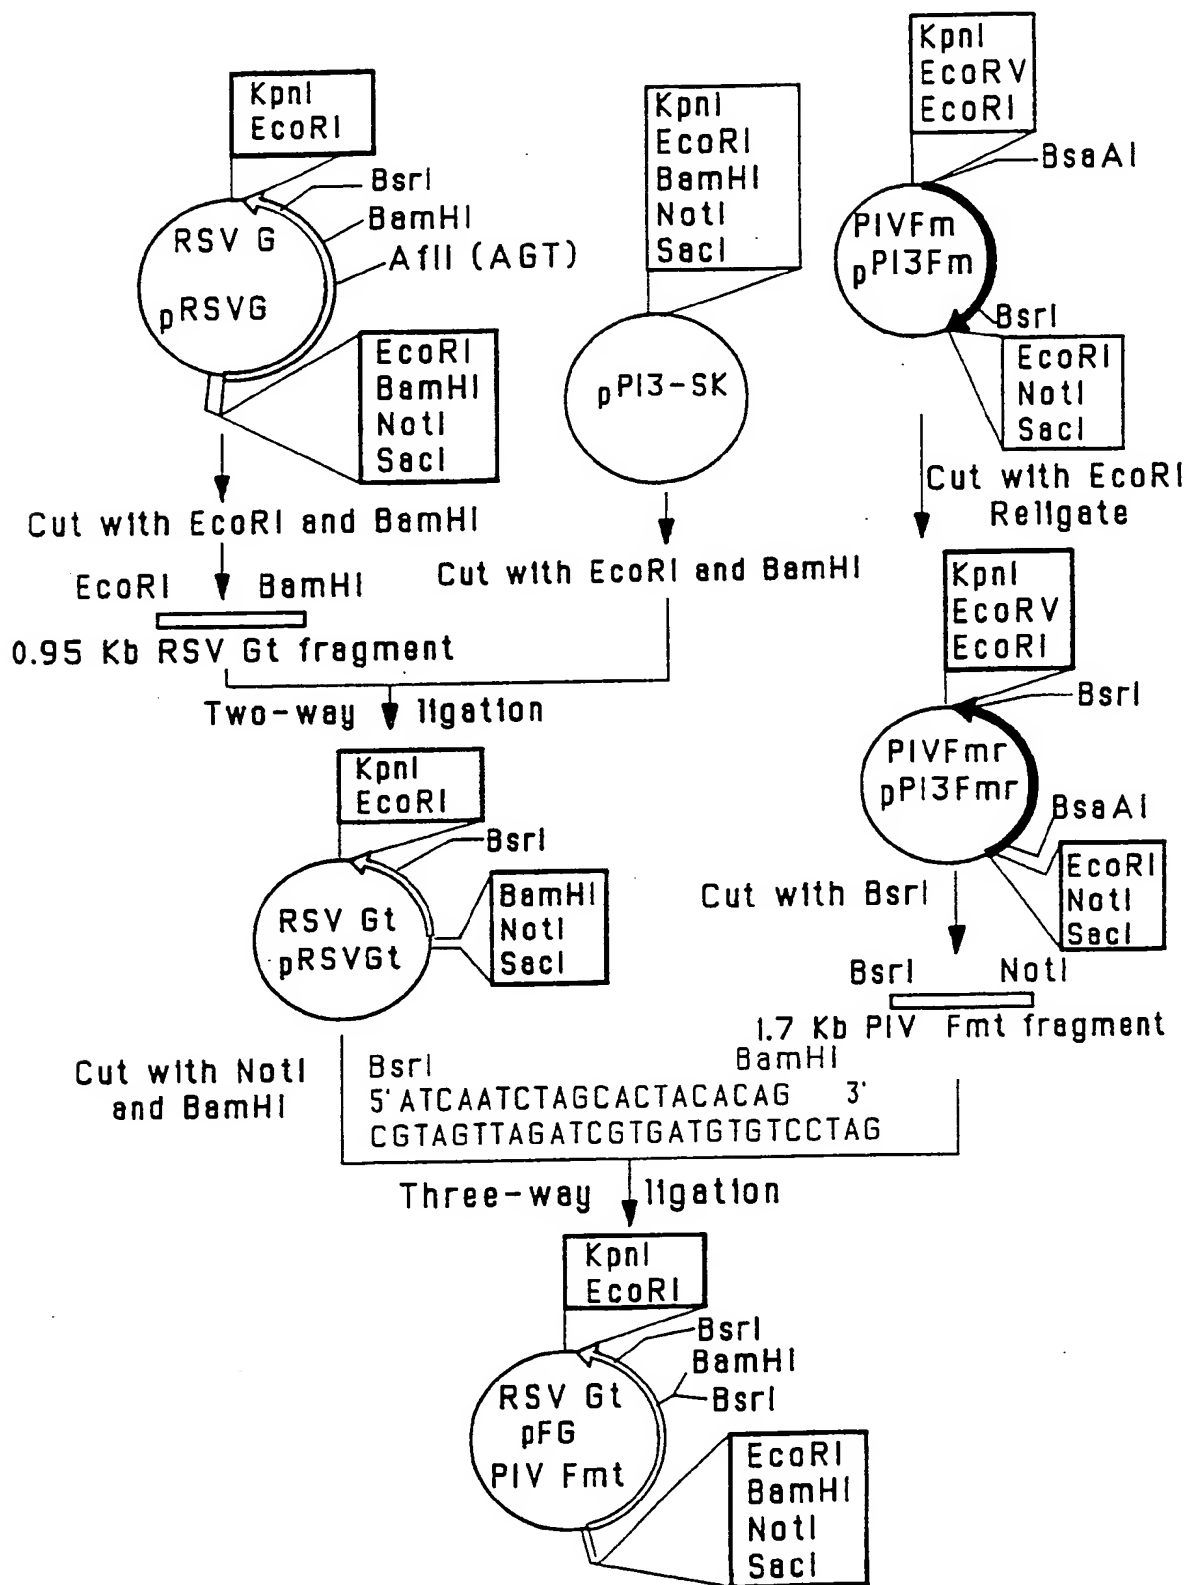 KpnI
EcoRI
BsrI
BamHI
AflII (AGT)
RSV G
pRSVG
EcoRI
BamHI
NotI
SacI
Cut with EcoRI and BamHI
EcoRI BamHI
0.95 Kb RSV Gt fragment
KpnI
EcoRI
BamHI
NotI
SacI
pPI3-SK
Cut with EcoRI and BamHI
KpnI
EcoRV
EcoRI
BsaAI
PIVFm
pPI3Fm
BsrI
EcoRI
NotI
SacI
Cut with EcoRI
Religate
Two-way ligation
KpnI
EcoRI
BsrI
RSV Gt
pRSVGt
BamHI
NotI
SacI
KpnI
EcoRV
EcoRI
BsrI
PIVFmr
pPI3Fmr
BsaAI
EcoRI
NotI
SacI
Cut with BsrI
BsrI NotI
1.7 Kb PIV Fmt fragment
Cut with NotI
and BamHI
BsrI BamHI
5' ATCAATCTAGCACTACACAG 3'
CGTAGTTAGATCGTGATGTGTCCTAG
Three-way ligation
KpnI
EcoRI
BsrI
BamHI
BsrI
RSV Gt
pFG
PIV Fmt
EcoRI
BamHI
NotI
SacI